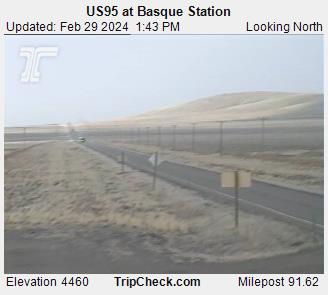 US95 at Basque Station
Updated: Feb 29 2024 1:43 PM Looking North
Elevation 4460 TripCheck.com Milepost 91.62